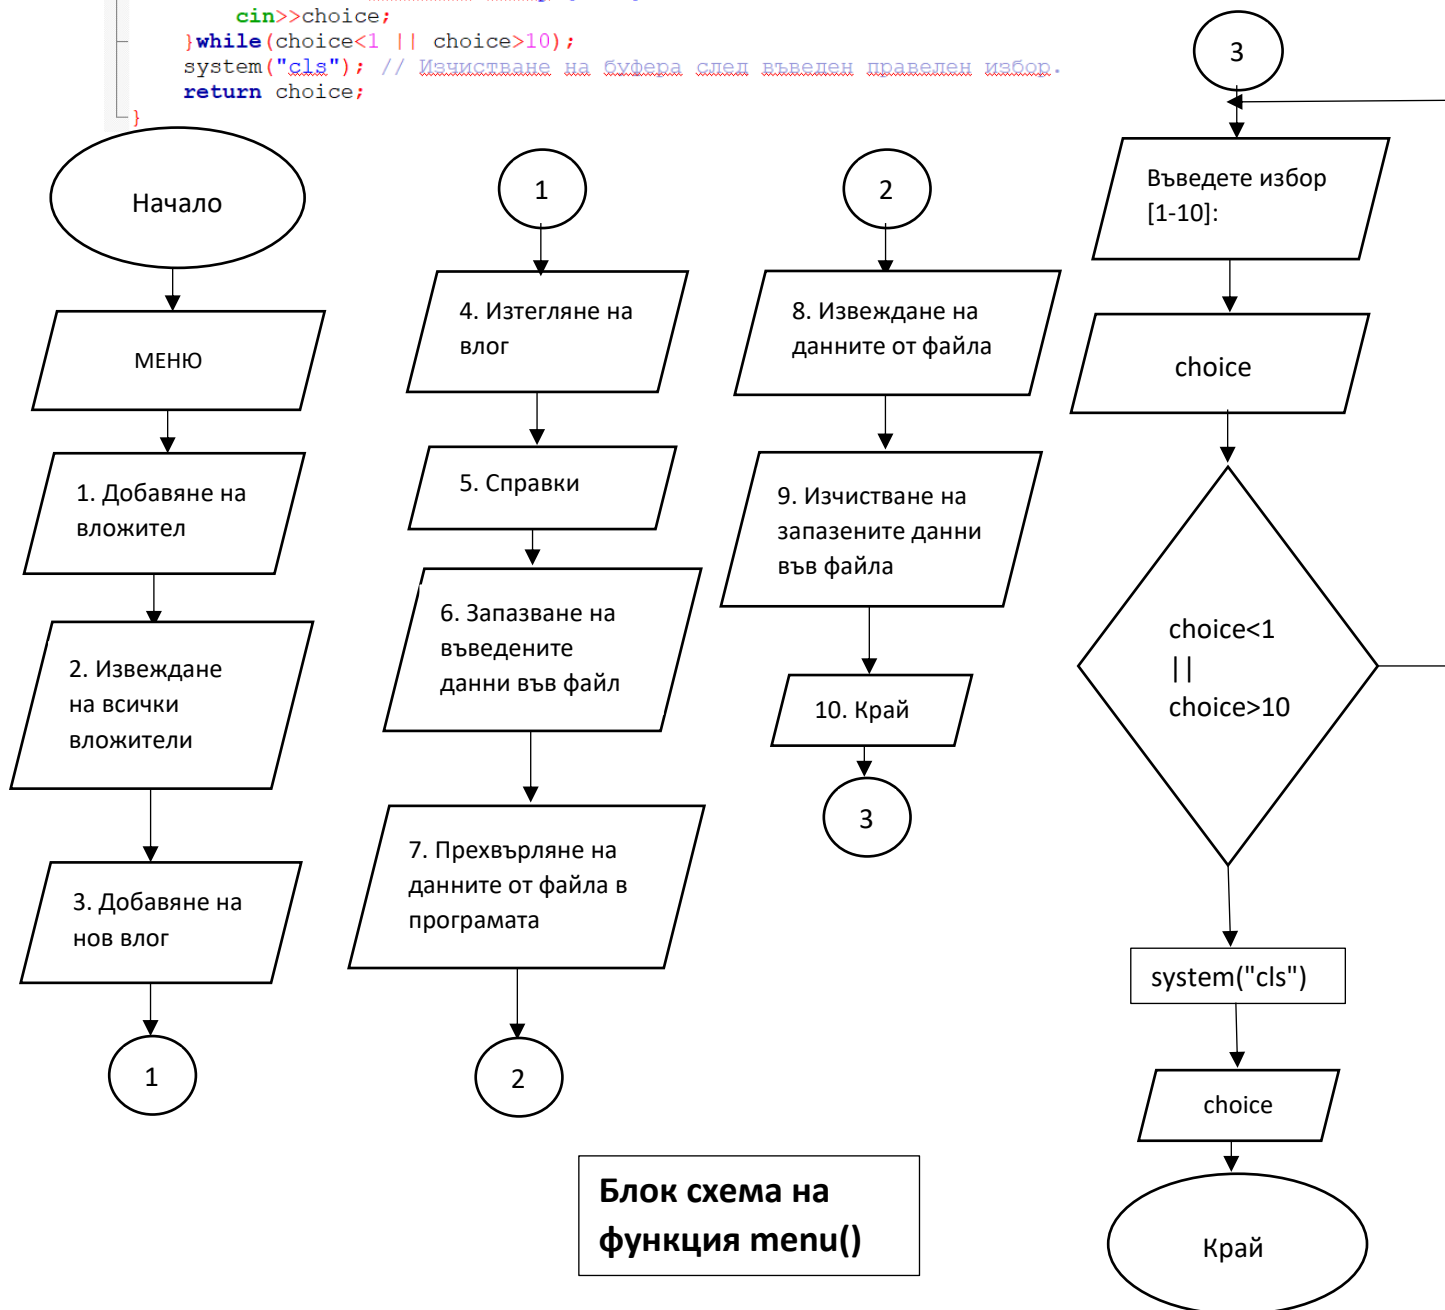 cin>>choice;
}while(choice<1 || choice>10);
system("cls"); // Изчистване на буфера след въведен правелен избор.
return choice;
}
Начало
МЕНЮ
1. Добавяне на
вложител
2. Извеждане
на всички
вложители
3. Добавяне на
нов влог
1
1
4. Изтегляне на
влог
5. Справки
6. Запазване на
въведените
данни във файл
7. Прехвърляне на
данните от файла в
програмата
2
2
8. Извеждане на
данните от файла
9. Изчистване на
запазените данни
във файла
10. Край
3
3
Въведете избор
[1-10]:
choice
choice<1
||
choice>10
system("cls")
choice
Край
Блок схема на
функция menu()